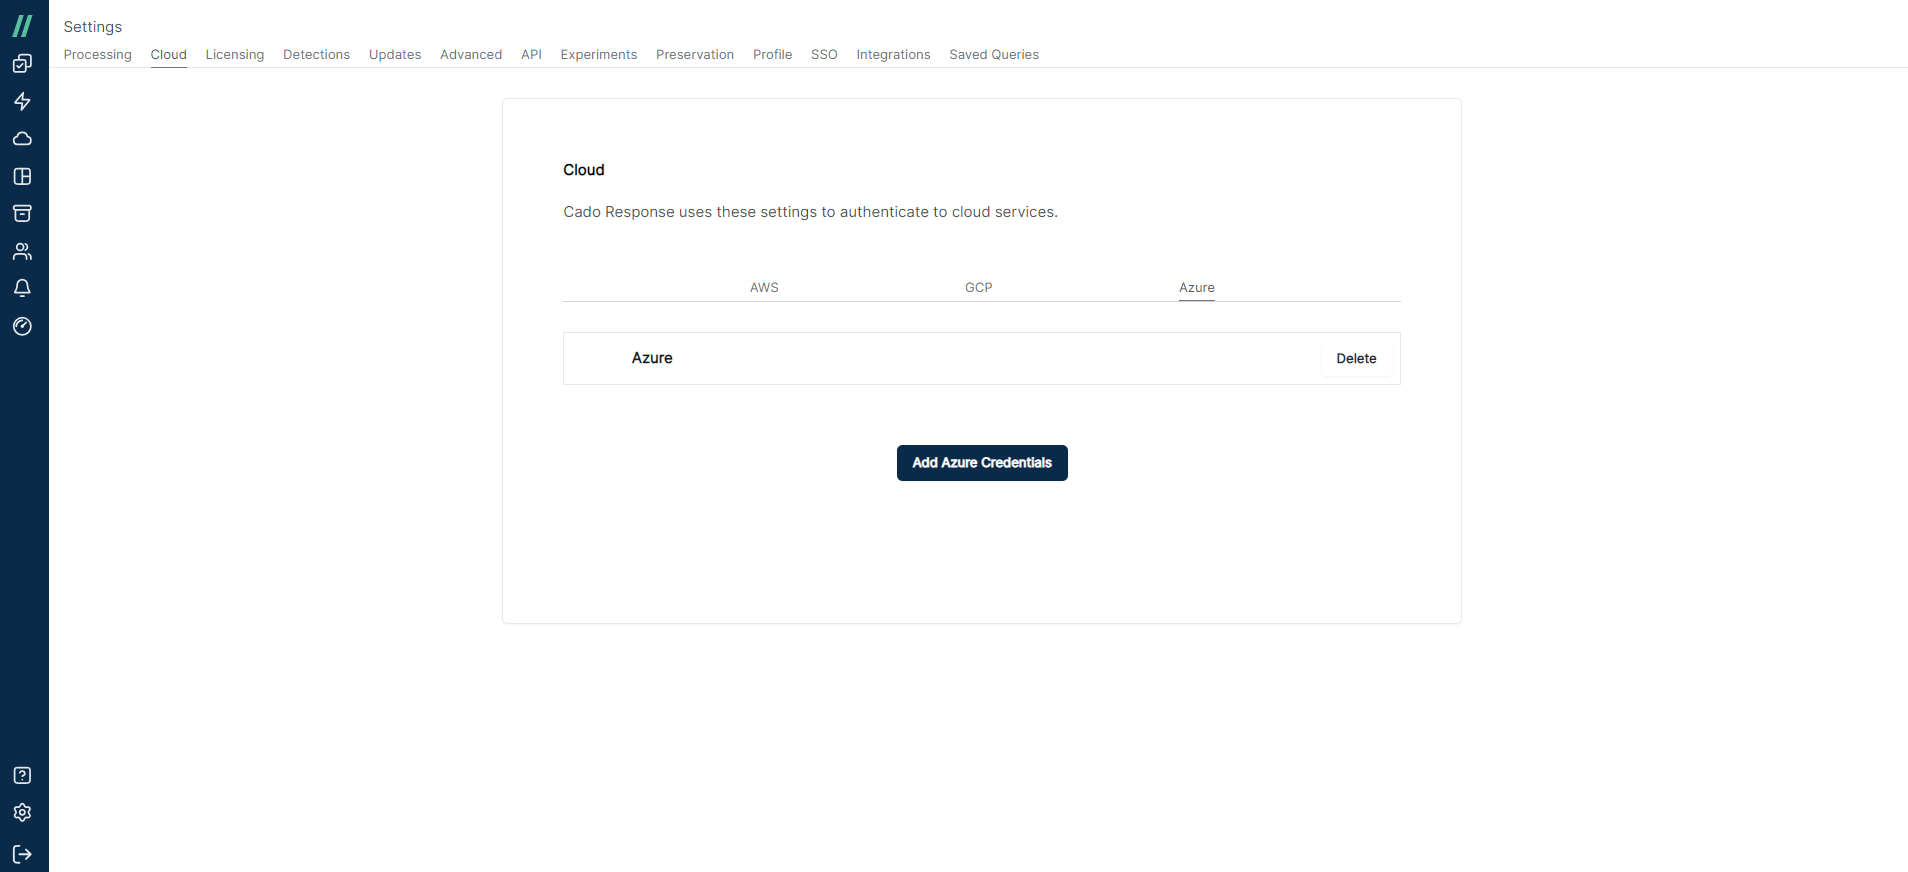 Settings
Processing Cloud Licensing Detections Updates Advanced API Experiments Preservation Profile SSO Integrations Saved Queries
Cloud
Cado Response uses these settings to authenticate to cloud services.
AWS GCP Azure
Azure Delete
Add Azure Credentials